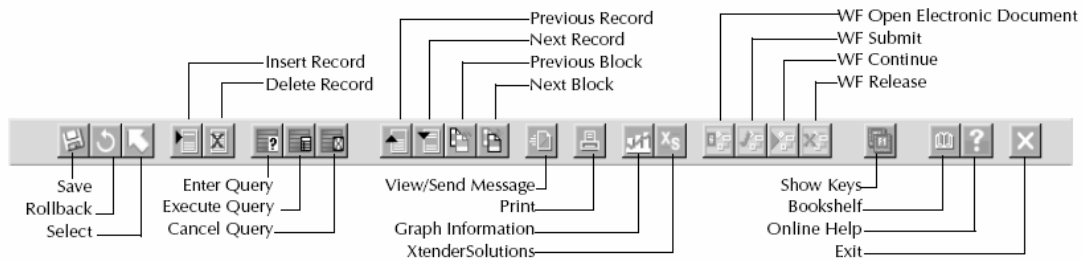 Previous Record
WF Open Electronic Document
Next Record
WF Submit
Insert Record
Previous Block
WF Continue
Delete Record
Next Block
WF Release
?
Xs
?
Save
Enter Query
View/Send Message
Show Keys
Rollback
Execute Query
Print
Bookshelf
Select
Cancel Query
Graph Information
Online Help
XtenderSolutions
Exit